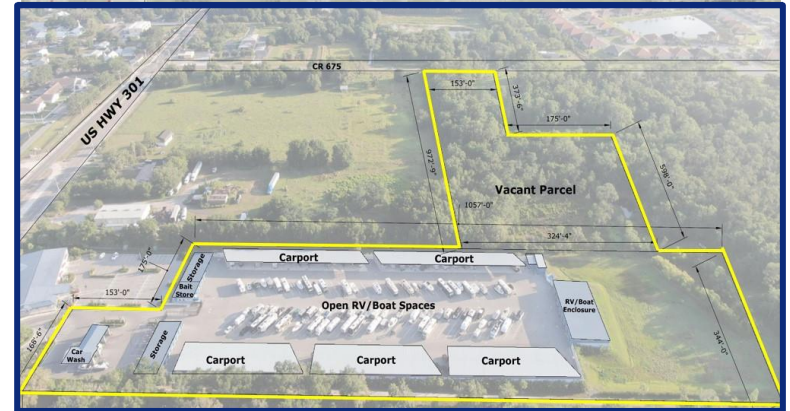 CR 675
US HWY 301
153'-0"
373'-6"
175'-0"
972'-9"
598'-0"
Vacant Parcel
1057'-0"
324'-4"
175'-0"
Storage
Carport
Carport
Bait
Store
153'-0"
Open RV/Boat Spaces
RV/Boat
Enclosure
168'-6"
Car
Wash
Storage
344'-0"
Carport
Carport
Carport